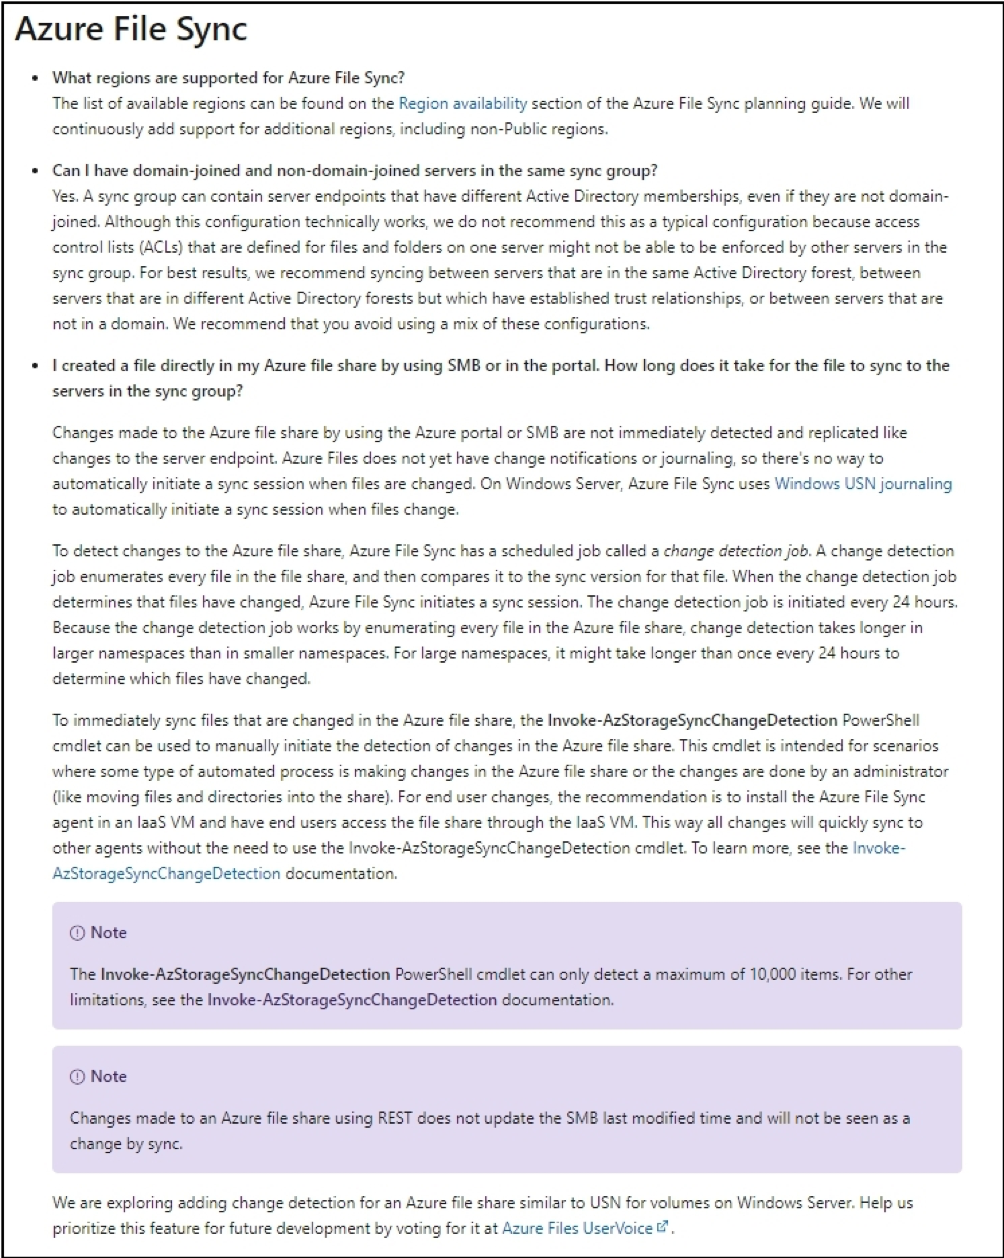 Azure File Sync
• What regions are supported for Azure File Sync?
The list of available regions can be found on the Region availability section of the Azure File Sync planning guide. We will
continuously add support for additional regions, including non-Public regions.
• Can I have domain-joined and non-domain-joined servers in the same sync group?
Yes. A sync group can contain server endpoints that have different Active Directory memberships, even if they are not domain-
joined. Although this configuration technically works, we do not recommend this as a typical configuration because access
control lists (ACLs) that are defined for files and folders on one server might not be able to be enforced by other servers in the
sync group. For best results, we recommend syncing between servers that are in the same Active Directory forest, between
servers that are in different Active Directory forests but which have established trust relationships, or between servers that are
not in a domain. We recommend that you avoid using a mix of these configurations.
• I created a file directly in my Azure file share by using SMB or in the portal. How long does it take for the file to sync to the
servers in the sync group?
Changes made to the Azure file share by using the Azure portal or SMB are not immediately detected and replicated like
changes to the server endpoint. Azure Files does not yet have change notifications or journaling, so there's no way to
automatically initiate a sync session when files are changed. On Windows Server, Azure File Sync uses Windows USN journaling
to automatically initiate a sync session when files change.
To detect changes to the Azure file share, Azure File Sync has a scheduled job called a change detection job. A change detection
job enumerates every file in the file share, and then compares it to the sync version for that file. When the change detection job
determines that files have changed, Azure File Sync initiates a sync session. The change detection job is initiated every 24 hours.
Because the change detection job works by enumerating every file in the Azure file share, change detection takes longer in
larger namespaces than in smaller namespaces. For large namespaces, it might take longer than once every 24 hours to
determine which files have changed.
To immediately sync files that are changed in the Azure file share, the Invoke-AzStorageSyncChangeDetection PowerShell
cmdlet can be used to manually initiate the detection of changes in the Azure file share. This cmdlet is intended for scenarios
where some type of automated process is making changes in the Azure file share or the changes are done by an administrator
(like moving files and directories into the share). For end user changes, the recommendation is to install the Azure File Sync
agent in an IaaS VM and have end users access the file share through the IaaS VM. This way all changes will quickly sync to
other agents without the need to use the Invoke-AzStorageSyncChangeDetection cmdlet. To learn more, see the Invoke-
AzStorageSyncChangeDetection documentation.
Note
The Invoke-AzStorageSyncChangeDetection PowerShell cmdlet can only detect a maximum of 10,000 items. For other
limitations, see the Invoke-AzStorageSyncChangeDetection documentation.
Note
Changes made to an Azure file share using REST does not update the SMB last modified time and will not be seen as a
change by sync.
We are exploring adding change detection for an Azure file share similar to USN for volumes on Windows Server. Help us
prioritize this feature for future development by voting for it at Azure Files UserVoice.